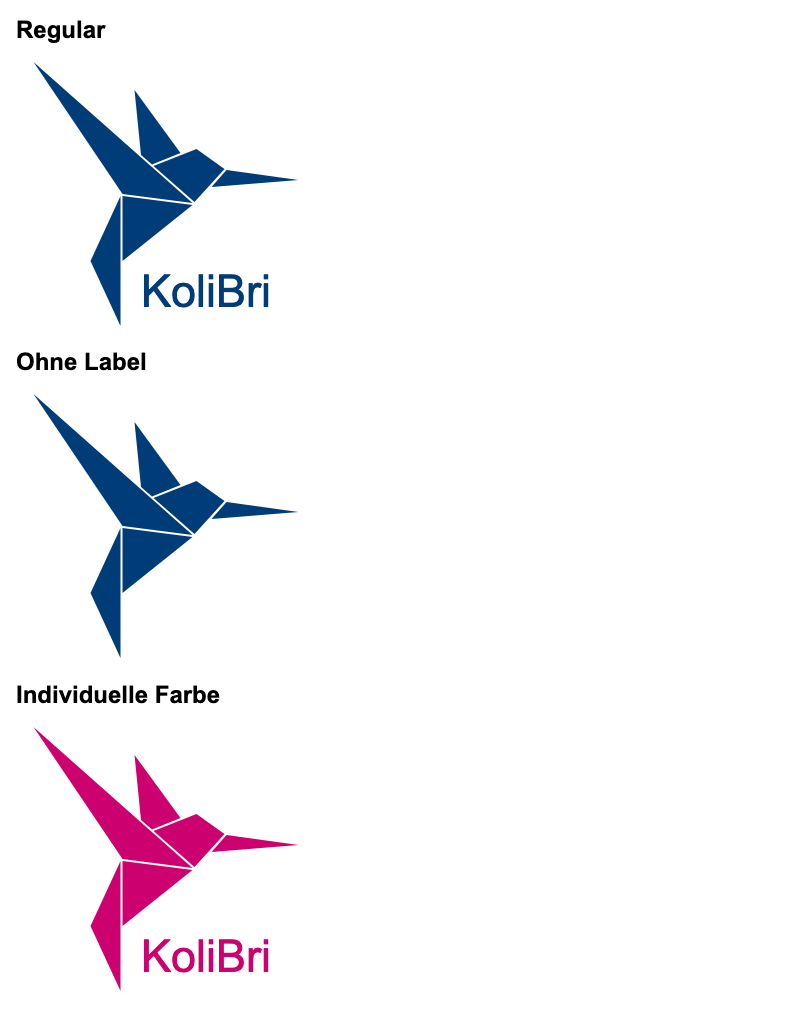 Regular
KoliBri
Ohne Label
Individuelle Farbe
KoliBri